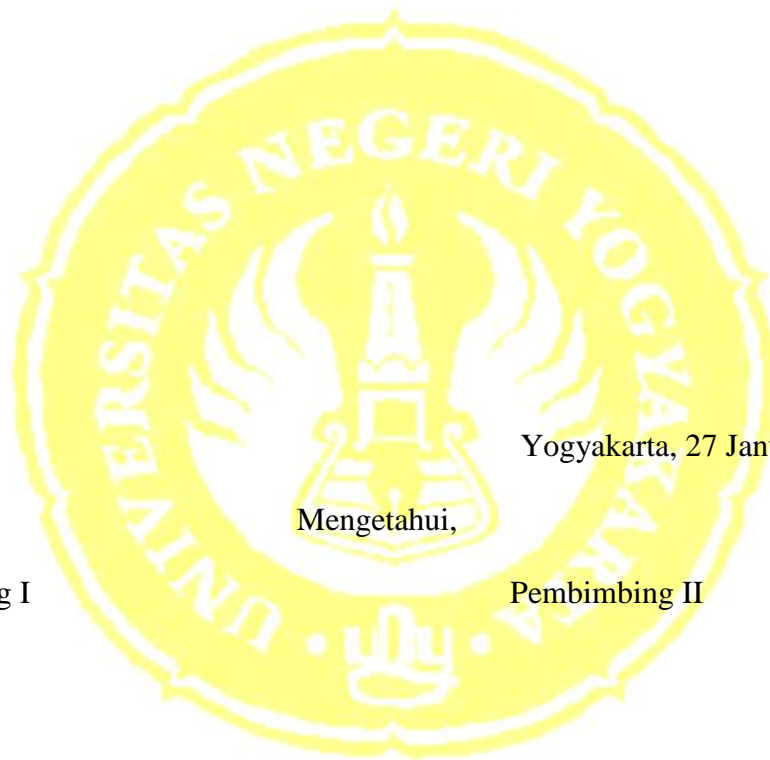 UNIVERSITAS NEGERI YOGYAKARTA
uny
Yogyakarta, 27 Jan
Mengetahui,
g I
Pembimbing II